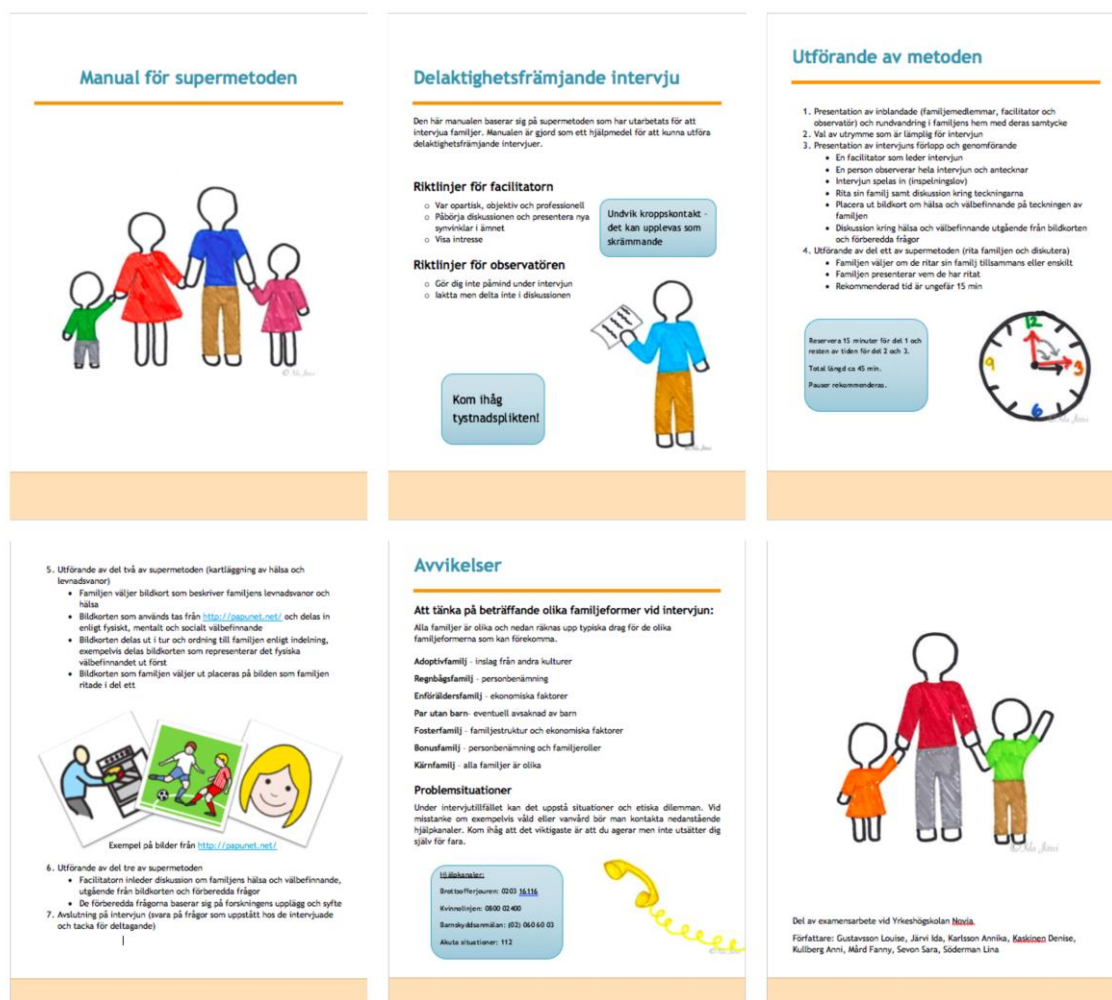 Manual för supermetoden
© Ida Järvi
Delaktighetsfrämjande intervju
Den här manualen baserar sig på supermetoden som har utarbetats för att
intervjua familjer. Manualen är gjord som ett hjälpmedel för att kunna utföra
delaktighetsfrämjande intervjuer.
Riktlinjer för facilitatorn
Var opartisk, objektiv och professionell
Påbörja diskussionen och presentera nya
synvinklar i ämnet
Visa intresse
Undvik kroppskontakt -
det kan upplevas som
skrämmande
Riktlinjer för observatören
Gör dig inte påmind under intervjun
Iaktta men delta inte i diskussionen
Kom ihåg
tystnadsplikten!
© Ida Järvi
Utförande av metoden
1. Presentation av inblandade (familjemedlemmar, facilitator och
observatör) och rundvandring i familjens hem med deras samtycke
2. Val av utrymme som är lämplig för intervjun
3. Presentation av intervjuns förlopp och genomförande
• En facilitator som leder intervjun
• En person observerar hela intervjun och antecknar
• Intervjun spelas in (inspelningslov)
• Rita sin familj samt diskussion kring teckningarna
• Placera ut bildkort om hälsa och välbefinnande på teckningen av
familjen
• Diskussion kring hälsa och välbefinnande utgående från bildkorten
och förberedda frågor
4. Utförande av del ett av supermetoden (rita familjen och diskutera)
• Familjen väljer om de ritar sin familj tillsammans eller enskilt
• Familjen presenterar vem de har ritat
• Rekommenderad tid är ungefär 15 min
Reservera 15 minuter för del 1 och
resten av tiden för del 2 och 3.
Total längd ca 45 min.
Pauser rekommenderas.
12
9
3
6
© Ida Järvi
5. Utförande av del två av supermetoden (kartläggning av hälsa och
levnadsvanor)
• Familjen väljer bildkort som beskriver familjens levnadsvanor och
hälsa
• Bildkorten som används tas från http://papunet.net/ och delas in
enligt fysiskt, mentalt och socialt välbefinnande
• Bildkorten delas ut i tur och ordning till familjen enligt indelning,
exempelvis delas bildkorten som representerar det fysiska
välbefinnandet ut först
• Bildkorten som familjen väljer ut placeras på bilden som familjen
ritade i del ett
Exempel på bilder från http://papunet.net/
6. Utförande av del tre av supermetoden
• Facilitatorn inleder diskussion om familjens hälsa och välbefinnande,
utgående från bildkorten och förberedda frågor
• De förberedda frågorna baserar sig på forskningens upplägg och syfte
7. Avslutning på intervjun (svara på frågor som uppstått hos de intervjuade
och tacka för deltagande)
Avvikelser
Att tänka på beträffande olika familjeformer vid intervjun:
Alla familjer är olika och nedan räknas upp typiska drag för de olika
familjeformerna som kan förekomma.
Adoptivfamilj - inslag från andra kulturer
Regnbågsfamilj - personbenämning
Enföräldersfamilj - ekonomiska faktorer
Par utan barn- eventuell avsaknad av barn
Fosterfamilj - familjestruktur och ekonomiska faktorer
Bonusfamilj - personbenämning och familjeroller
Kärnfamilj - alla familjer är olika
Problemsituationer
Under intervjutillfället kan det uppstå situationer och etiska dilemman. Vid
misstanke om exempelvis våld eller vanvård bör man kontakta nedanstående
hjälpkanaler. Kom ihåg att det viktigaste är att du agerar men inte utsätter dig
själv för fara.
Hjälpkanaler:
Brottsofferjouren: 0203 16116
Kvinnolinjen: 0800 02400
Barnskyddsanmälan: (02) 060 60 03
Akuta situationer: 112
© Ida Järvi
Del av examensarbete vid Yrkeshögskolan Novia
Författare: Gustavsson Louise, Järvi Ida, Karlsson Annika, Kaskinen Denise,
Kullberg Anni, Mård Fanny, Sevon Sara, Söderman Lina